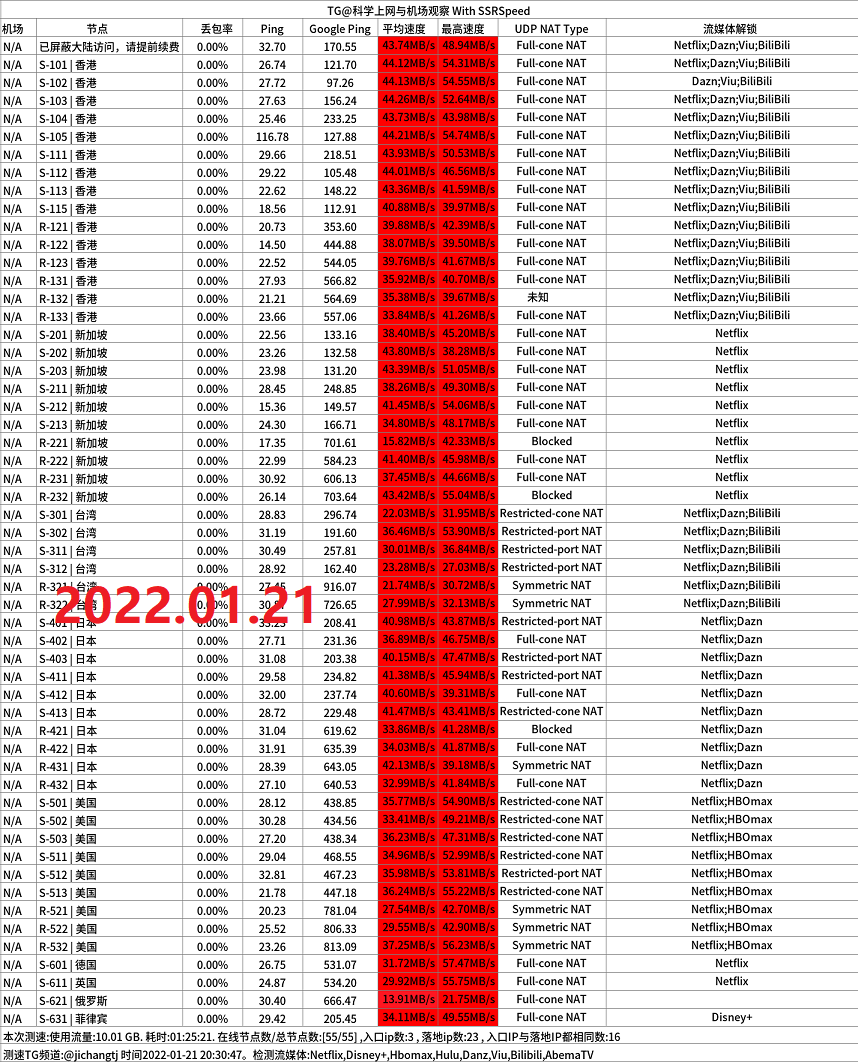 TG@科学上网与机场观察 With SSRSpeed
机场 节点 丢包率 Ping Google Ping 平均速度 最高速度 UDP NAT Type 流媒体解锁
N/A 已屏蔽大陆访问，请提前续费 0.00% 32.70 170.55 43.74MB/s 48.94MB/s Full-cone NAT Netflix;Dazn;Viu;BiliBili
N/A S-101 | 香港 0.00% 26.74 121.70 44.12MB/s 54.31MB/s Full-cone NAT Netflix;Dazn;Viu;BiliBili
N/A S-102 | 香港 0.00% 27.72 97.26 44.13MB/s 54.55MB/s Full-cone NAT Dazn;Viu;BiliBili
N/A S-103 | 香港 0.00% 27.63 156.24 44.26MB/s 52.64MB/s Full-cone NAT Netflix;Dazn;Viu;BiliBili
N/A S-104 | 香港 0.00% 25.46 233.25 43.73MB/s 43.98MB/s Full-cone NAT Netflix;Dazn;Viu;BiliBili
N/A S-105 | 香港 0.00% 116.78 127.88 44.21MB/s 54.74MB/s Full-cone NAT Netflix;Dazn;Viu;BiliBili
N/A S-111 | 香港 0.00% 29.66 218.51 43.93MB/s 50.53MB/s Full-cone NAT Netflix;Dazn;Viu;BiliBili
N/A S-112 | 香港 0.00% 29.22 105.48 44.01MB/s 46.56MB/s Full-cone NAT Netflix;Dazn;Viu;BiliBili
N/A S-113 | 香港 0.00% 22.62 148.22 43.36MB/s 41.59MB/s Full-cone NAT Netflix;Dazn;Viu;BiliBili
N/A S-115 | 香港 0.00% 18.56 112.91 40.88MB/s 39.97MB/s Full-cone NAT Netflix;Dazn;Viu;BiliBili
N/A R-121 | 香港 0.00% 20.73 353.60 39.88MB/s 42.39MB/s Full-cone NAT Netflix;Dazn;Viu;BiliBili
N/A R-122 | 香港 0.00% 14.50 444.88 38.07MB/s 39.50MB/s Full-cone NAT Netflix;Dazn;Viu;BiliBili
N/A R-123 | 香港 0.00% 22.52 544.05 39.76MB/s 41.67MB/s Full-cone NAT Netflix;Dazn;Viu;BiliBili
N/A R-131 | 香港 0.00% 27.93 566.82 35.92MB/s 40.70MB/s Full-cone NAT Netflix;Dazn;Viu;BiliBili
N/A R-132 | 香港 0.00% 21.21 564.69 35.38MB/s 39.67MB/s 未知 Netflix;Dazn;Viu;BiliBili
N/A R-133 | 香港 0.00% 23.66 557.06 33.84MB/s 41.26MB/s Full-cone NAT Netflix;Dazn;Viu;BiliBili
N/A S-201 | 新加坡 0.00% 22.56 133.16 38.40MB/s 45.20MB/s Full-cone NAT Netflix
N/A S-202 | 新加坡 0.00% 23.26 132.58 43.80MB/s 38.28MB/s Full-cone NAT Netflix
N/A S-203 | 新加坡 0.00% 23.98 131.20 43.39MB/s 51.05MB/s Full-cone NAT Netflix
N/A S-211 | 新加坡 0.00% 28.45 248.85 38.26MB/s 49.30MB/s Full-cone NAT Netflix
N/A S-212 | 新加坡 0.00% 15.36 149.57 41.45MB/s 54.06MB/s Full-cone NAT Netflix
N/A S-213 | 新加坡 0.00% 24.30 166.71 34.80MB/s 48.17MB/s Full-cone NAT Netflix
N/A R-221 | 新加坡 0.00% 17.35 701.61 15.82MB/s 42.33MB/s Blocked Netflix
N/A R-222 | 新加坡 0.00% 22.99 584.23 41.40MB/s 45.98MB/s Full-cone NAT Netflix
N/A R-231 | 新加坡 0.00% 30.92 606.13 37.45MB/s 44.66MB/s Full-cone NAT Netflix
N/A R-232 | 新加坡 0.00% 26.14 703.64 43.42MB/s 55.04MB/s Blocked Netflix
N/A S-301 | 台湾 0.00% 28.83 296.74 22.03MB/s 31.95MB/s Restricted-cone NAT Netflix;Dazn;BiliBili
N/A S-302 | 台湾 0.00% 31.19 191.60 36.46MB/s 53.90MB/s Restricted-port NAT Netflix;Dazn;BiliBili
N/A S-311 | 台湾 0.00% 30.49 257.81 30.01MB/s 36.84MB/s Restricted-port NAT Netflix;Dazn;BiliBili
N/A S-312 | 台湾 0.00% 28.92 162.40 23.28MB/s 27.03MB/s Restricted-port NAT Netflix;Dazn;BiliBili
N/A R-321 | 台湾 0.00% 27.45 916.07 21.74MB/s 30.72MB/s Symmetric NAT Netflix;Dazn;BiliBili
N/A R-322 | 台湾 0.00% 726.65 27.99MB/s 32.13MB/s Symmetric NAT Netflix;Dazn;BiliBili
2022.01.21
N/A S-401 | 日本 0.00% 208.41 40.98MB/s 43.87MB/s Restricted-port NAT Netflix;Dazn
N/A S-402 | 日本 0.00% 27.71 231.36 36.89MB/s 46.75MB/s Full-cone NAT Netflix;Dazn
N/A S-403 | 日本 0.00% 31.08 203.38 40.15MB/s 47.47MB/s Restricted-port NAT Netflix;Dazn
N/A S-411 | 日本 0.00% 29.58 234.82 41.38MB/s 45.94MB/s Restricted-port NAT Netflix;Dazn
N/A S-412 | 日本 0.00% 32.00 237.74 40.60MB/s 39.31MB/s Full-cone NAT Netflix;Dazn
N/A S-413 | 日本 0.00% 28.72 229.48 41.47MB/s 43.41MB/s Restricted-cone NAT Netflix;Dazn
N/A R-421 | 日本 0.00% 31.04 619.62 33.86MB/s 41.28MB/s Blocked Netflix;Dazn
N/A R-422 | 日本 0.00% 31.91 635.39 34.03MB/s 41.87MB/s Full-cone NAT Netflix;Dazn
N/A R-431 | 日本 0.00% 28.39 643.05 42.13MB/s 39.18MB/s Symmetric NAT Netflix;Dazn
N/A R-432 | 日本 0.00% 27.10 640.53 32.99MB/s 41.84MB/s Full-cone NAT Netflix;Dazn
N/A S-501 | 美国 0.00% 28.12 438.85 35.77MB/s 54.90MB/s Restricted-cone NAT Netflix;HBOmax
N/A S-502 | 美国 0.00% 30.28 434.56 33.41MB/s 49.21MB/s Restricted-cone NAT Netflix;HBOmax
N/A S-503 | 美国 0.00% 27.20 438.34 36.23MB/s 47.31MB/s Restricted-cone NAT Netflix;HBOmax
N/A S-511 | 美国 0.00% 29.04 468.55 34.96MB/s 52.99MB/s Restricted-cone NAT Netflix;HBOmax
N/A S-512 | 美国 0.00% 32.81 467.23 35.98MB/s 53.81MB/s Restricted-port NAT Netflix;HBOmax
N/A S-513 | 美国 0.00% 21.78 447.18 36.24MB/s 55.22MB/s Restricted-cone NAT Netflix;HBOmax
N/A R-521 | 美国 0.00% 20.23 781.04 27.54MB/s 42.70MB/s Symmetric NAT Netflix;HBOmax
N/A R-522 | 美国 0.00% 25.52 806.33 29.55MB/s 42.90MB/s Symmetric NAT Netflix;HBOmax
N/A R-532 | 美国 0.00% 23.26 813.09 37.25MB/s 56.23MB/s Symmetric NAT Netflix;HBOmax
N/A S-601 | 德国 0.00% 26.75 531.07 31.72MB/s 57.47MB/s Full-cone NAT Netflix
N/A S-611 | 英国 0.00% 24.87 534.20 29.92MB/s 55.75MB/s Full-cone NAT Netflix
N/A S-621 | 俄罗斯 0.00% 30.40 666.47 13.91MB/s 21.75MB/s Full-cone NAT
N/A S-631 | 菲律宾 0.00% 29.42 205.45 34.11MB/s 49.55MB/s Full-cone NAT Disney+
本次测速:使用流量:10.01 GB. 耗时:01:25:21. 在线节点数/总节点数:[55/55] ,入口ip数:3 , 落地ip数:23 , 入口IP与落地IP都相同数:16
测速TG频道:@jichangtj 时间2022-01-21 20:30:47。检测流媒体:Netflix,Disney+,Hbomax,Hulu,Danz,Viu,Bilibili,AbemaTV